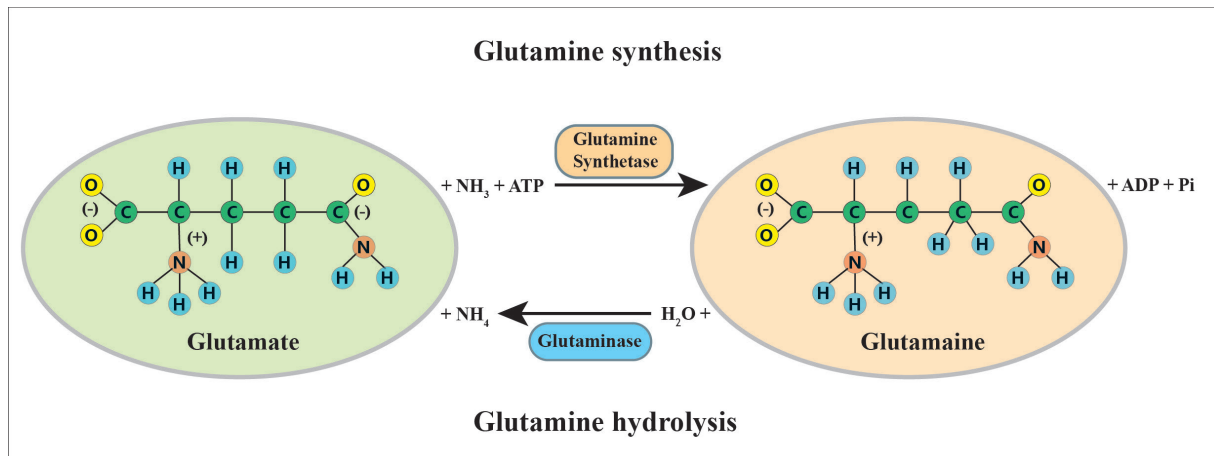 Glutamine synthesis
H H H
O O
(-) C C C C C (-)
O
(+) N
N H H H H
H H H
Glutamate
+ NH₃ + ATP
Glutamine
Synthetase
H H H
O O
(-) C C C C C
O
(+) H H N
N
H H H H H
Glutamaine
+ ADP + Pi
+ NH₄
Glutaminase
H₂O +
Glutamine hydrolysis